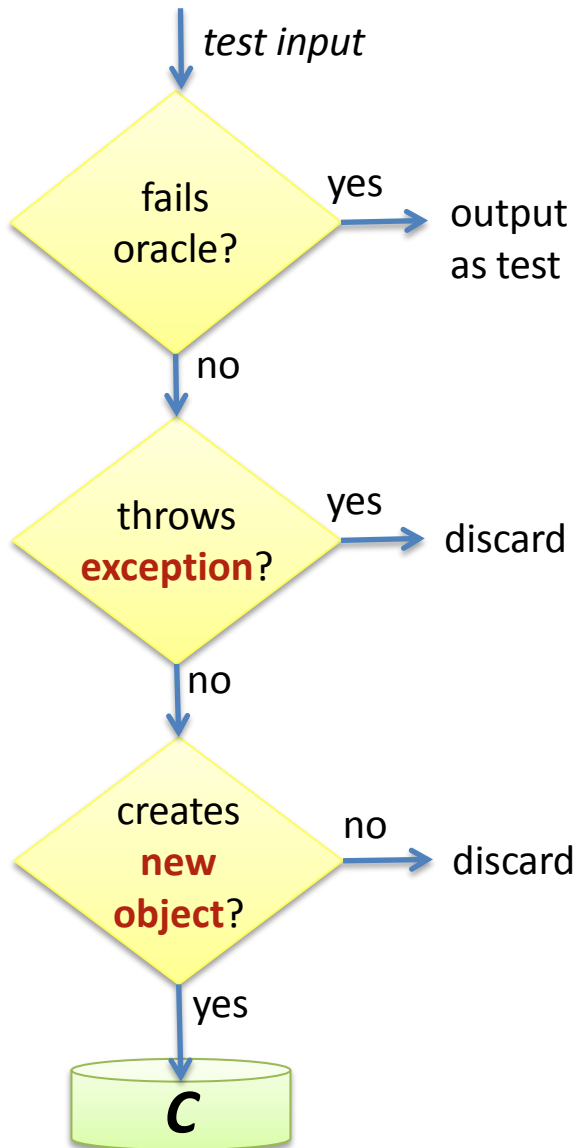 test input
fails
oracle?
yes
output
as test
no
throws
exception?
yes
discard
no
creates
new
object?
no
discard
yes
C